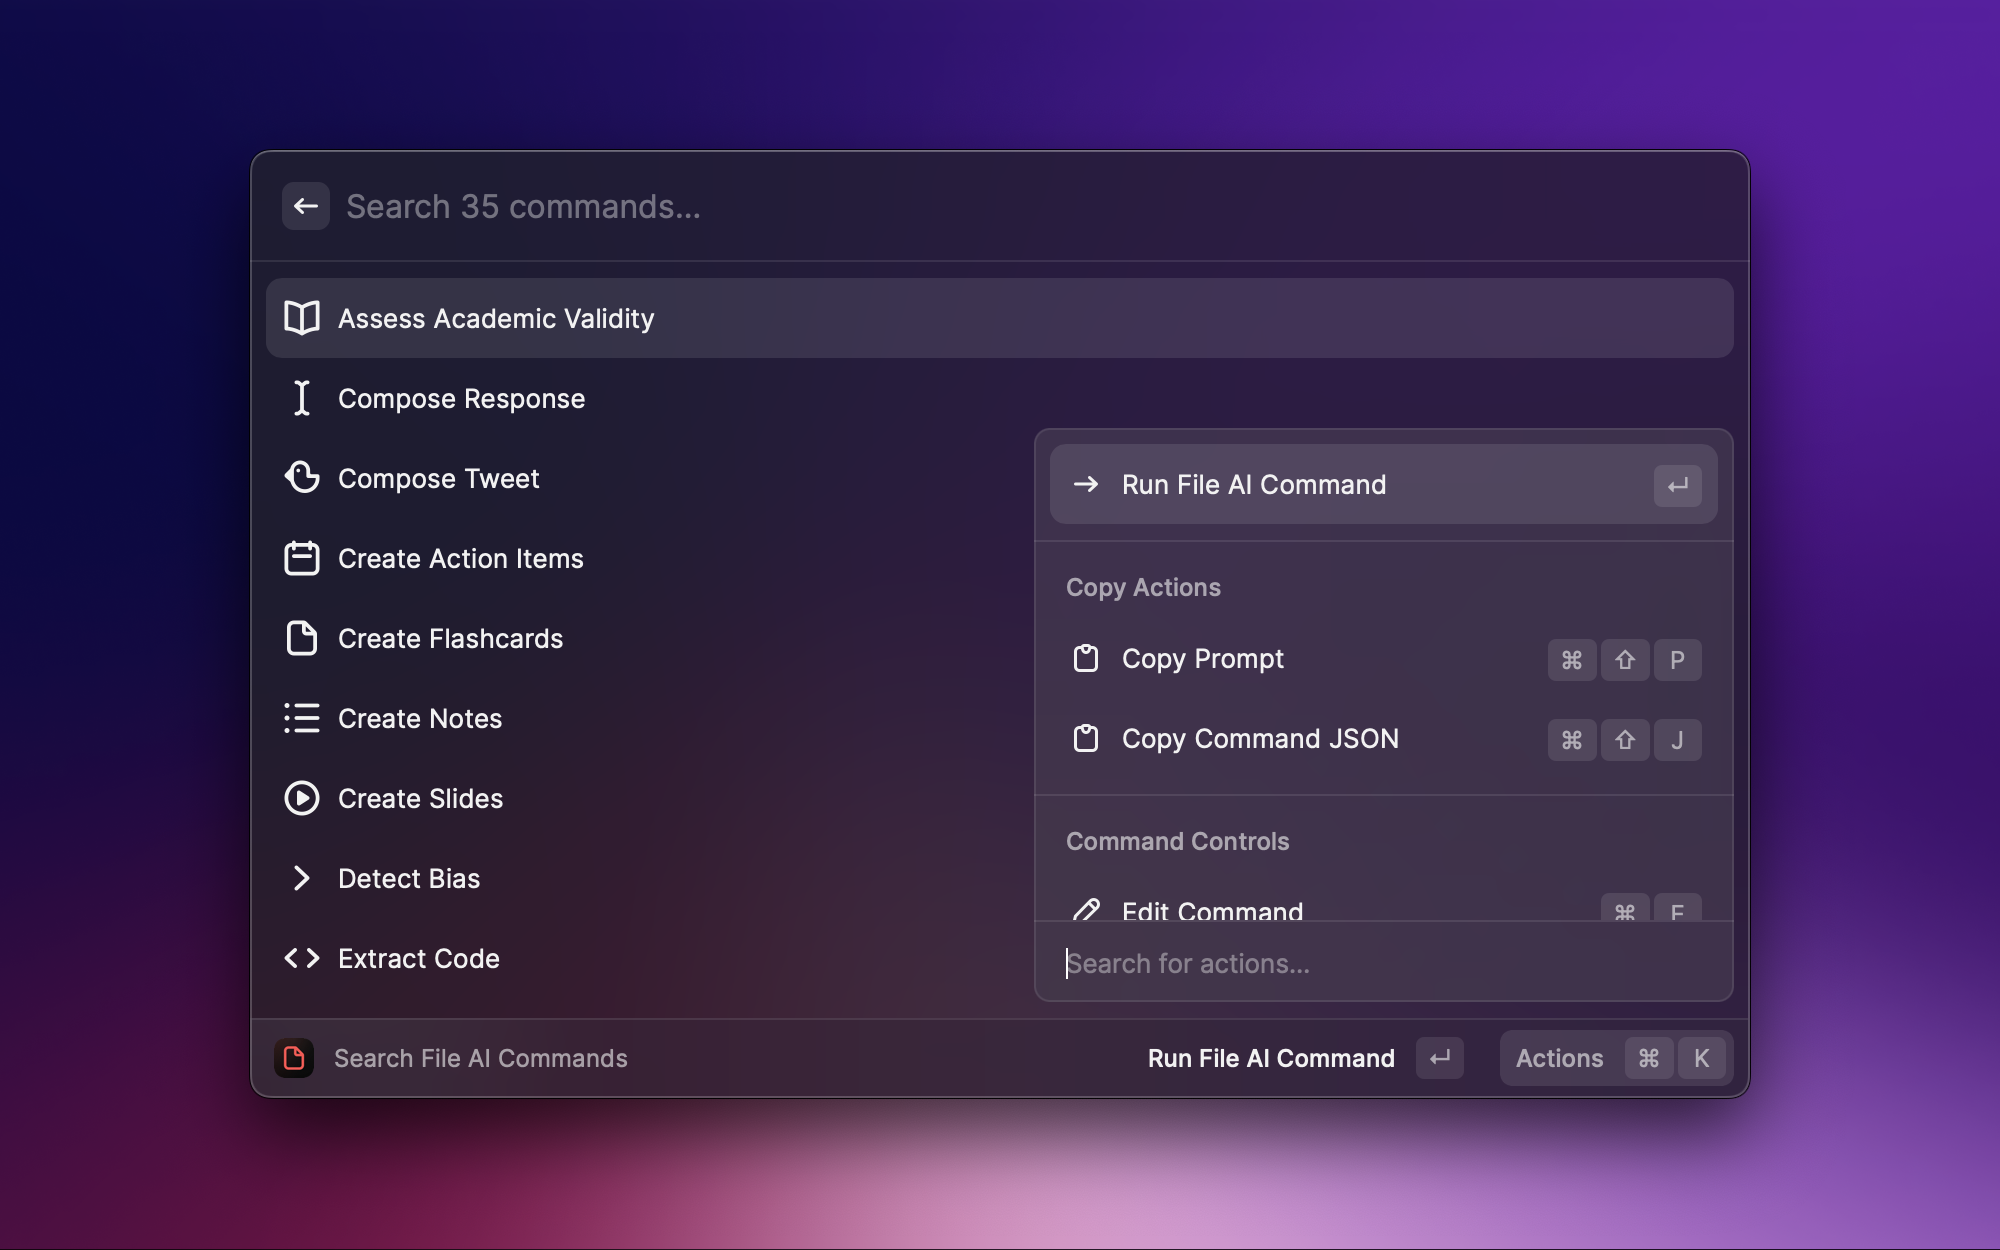 Search 35 commands...
Assess Academic Validity
Compose Response
Compose Tweet
Create Action Items
Create Flashcards
Create Notes
Create Slides
Detect Bias
Extract Code
Run File AI Command ↵
Copy Actions
Copy Prompt ⌘ ⇧ P
Copy Command JSON ⌘ ⇧ J
Command Controls
Edit Command ⌘ E
Search for actions...
Search File AI Commands
Run File AI Command ↵
Actions ⌘ K